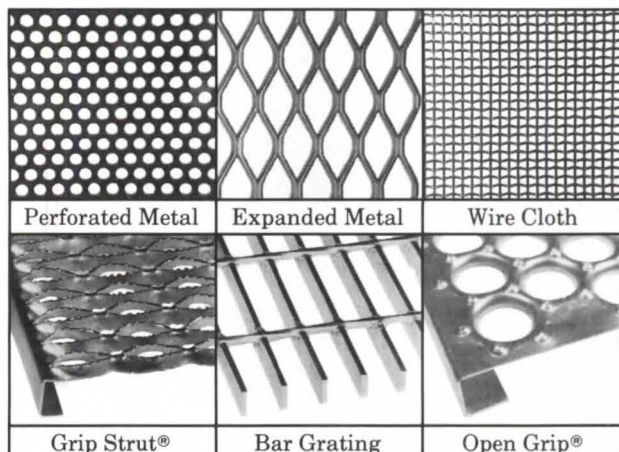 Perforated Metal
Expanded Metal
Wire Cloth
Grip Strut®
Bar Grating
Open Grip®